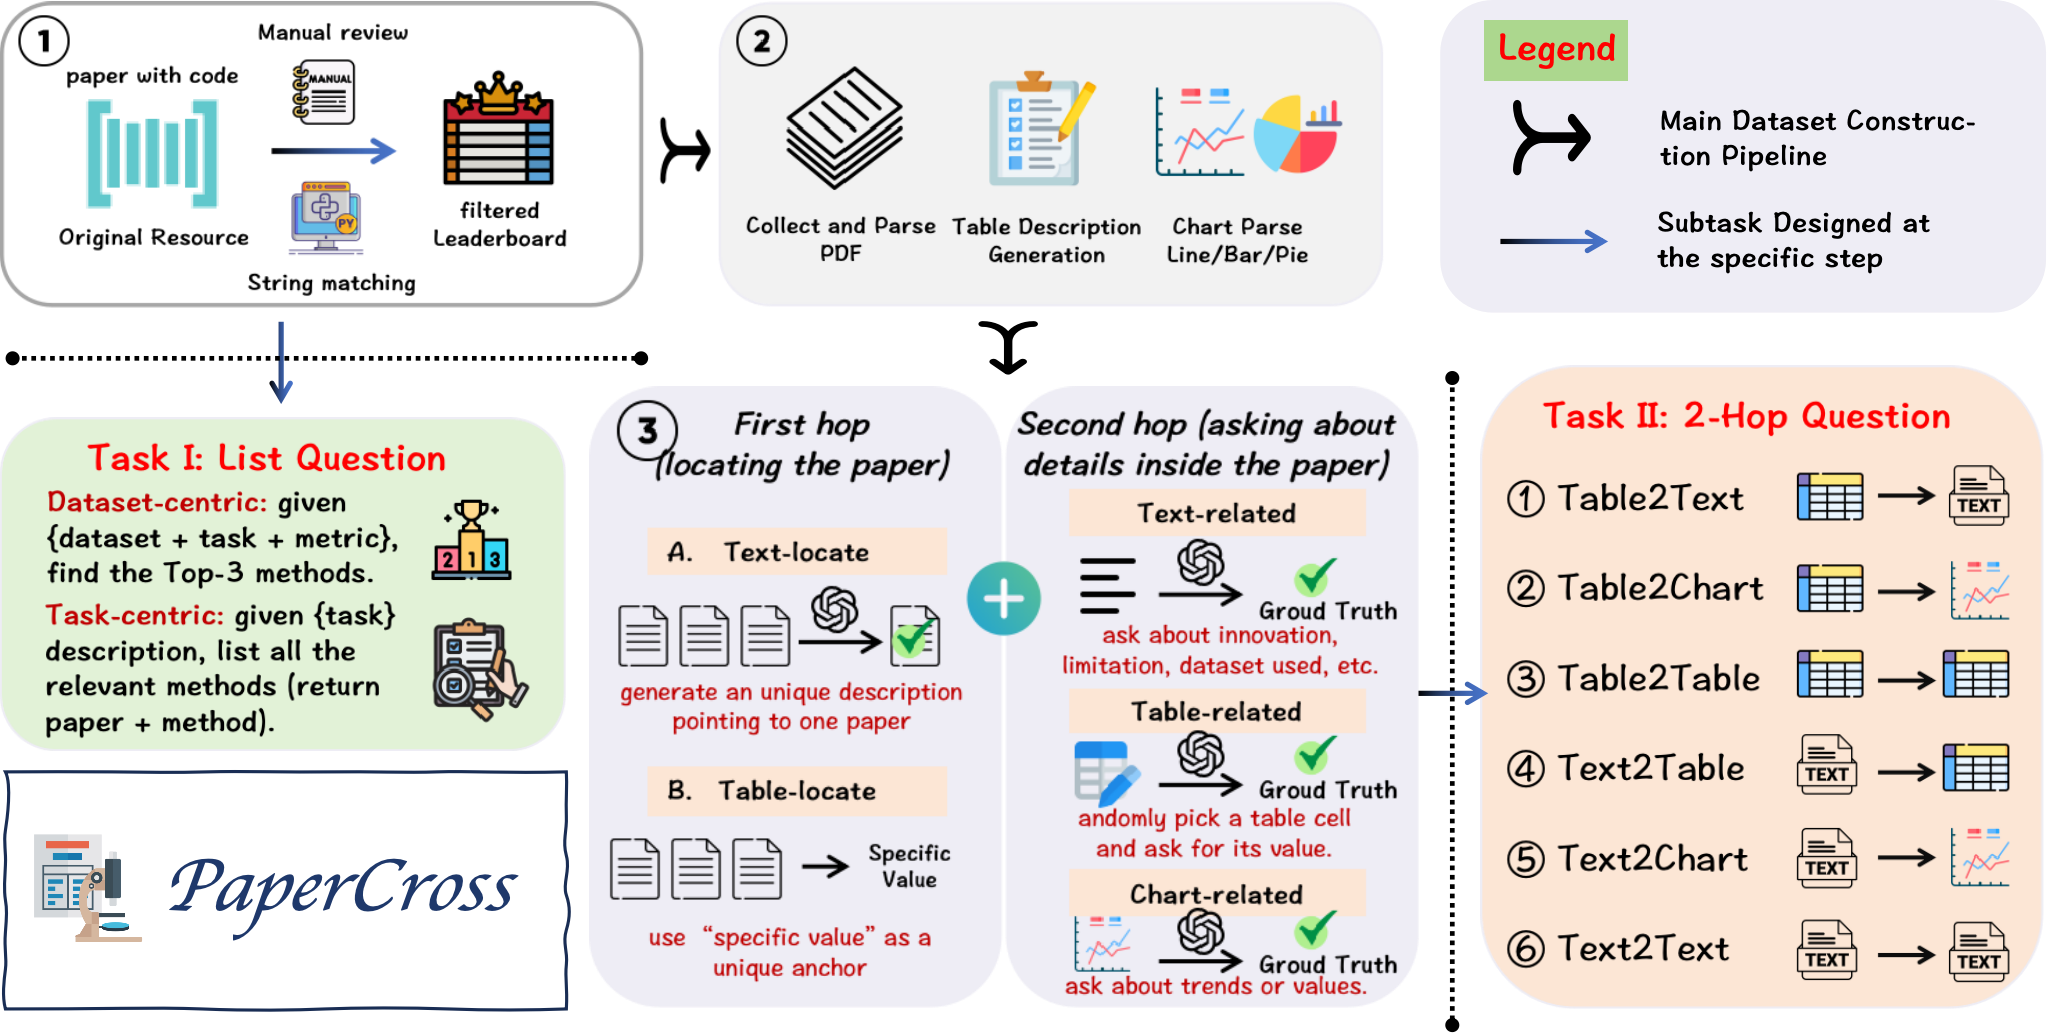 1
Manual review
paper with code
MANUAL
PY
Original Resource
filtered
Leaderboard
String matching
2
Collect and Parse
PDF
Table Description
Generation
Chart Parse
Line/Bar/Pie
Legend
Main Dataset Construc-
tion Pipeline
Subtask Designed at
the specific step
Task I: List Question
Dataset-centric: given
{dataset + task + metric},
find the Top-3 methods.
2 1 3
Task-centric: given {task}
description, list all the
relevant methods (return
paper + method).
PaperCross
3
First hop
(locating the paper)
A. Text-locate
generate an unique description
pointing to one paper
B. Table-locate
Specific
Value
use “specific value” as a
unique anchor
Second hop (asking about
details inside the paper)
Text-related
Groud Truth
ask about innovation,
limitation, dataset used, etc.
Table-related
Groud Truth
andomly pick a table cell
and ask for its value.
Chart-related
Groud Truth
ask about trends or values.
Task II: 2-Hop Question
① Table2Text
TEXT
② Table2Chart
③ Table2Table
④ Text2Table
TEXT
⑤ Text2Chart
TEXT
⑥ Text2Text
TEXT
TEXT